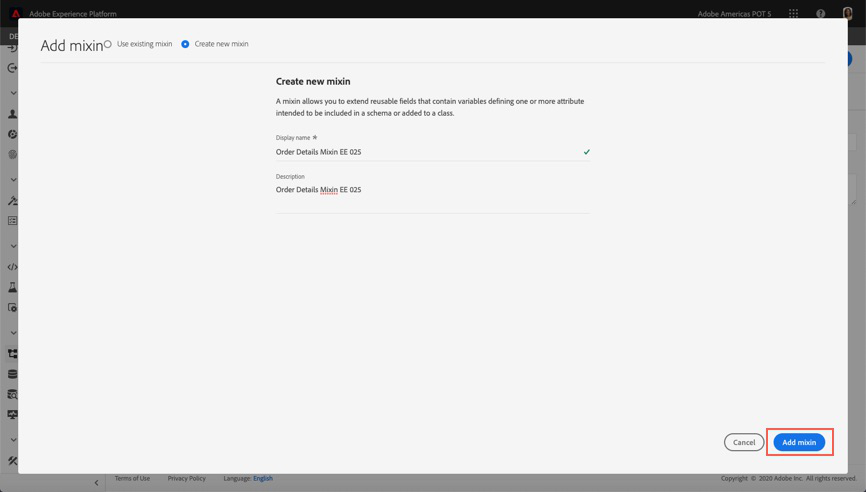 Adobe Experience Platform
Adobe Americas POT 5
DE
Add mixin
Use existing mixin
Create new mixin
Create new mixin
A mixin allows you to extend reusable fields that contain variables defining one or more attribute
intended to be included in a schema or added to a class.
Display name *
Order Details Mixin EE 025
Description
Order Details Mixin EE 025
Cancel
Add mixin
Terms of Use
Privacy Policy
Language: English
Copyright © 2020 Adobe Inc. All rights reserved.